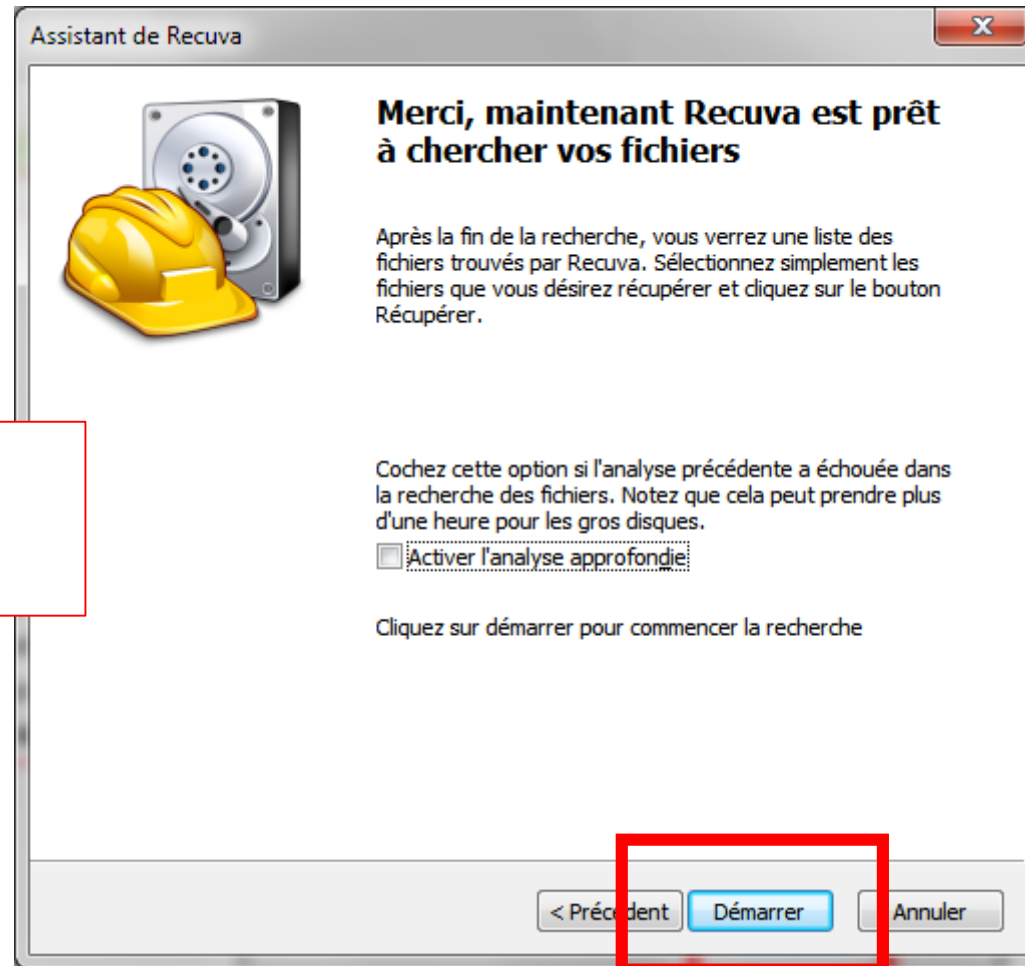 Assistant de Recuva
Merci, maintenant Recuva est prêt
à chercher vos fichiers
Après la fin de la recherche, vous verrez une liste des
fichiers trouvés par Recuva. Sélectionnez simplement les
fichiers que vous désirez récupérer et cliquez sur le bouton
Récupérer.
Cochez cette option si l'analyse précédente a échouée dans
la recherche des fichiers. Notez que cela peut prendre plus
d'une heure pour les gros disques.
Activer l'analyse approfondie
Cliquez sur démarrer pour commencer la recherche
< Précédent Démarrer Annuler